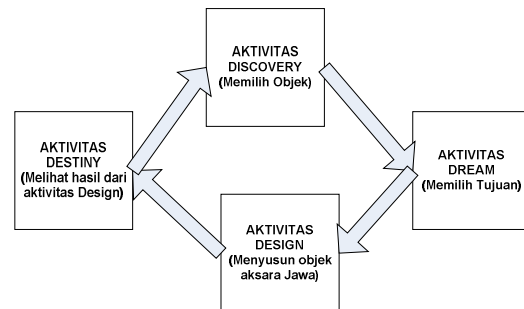 AKTIVITAS
DISCOVERY
(Memilih Objek)
AKTIVITAS
DREAM
(Memilih Tujuan)
AKTIVITAS
DESIGN
(Menyusun objek
aksara Jawa)
AKTIVITAS
DESTINY
(Melihat hasil dari
aktivitas Design)